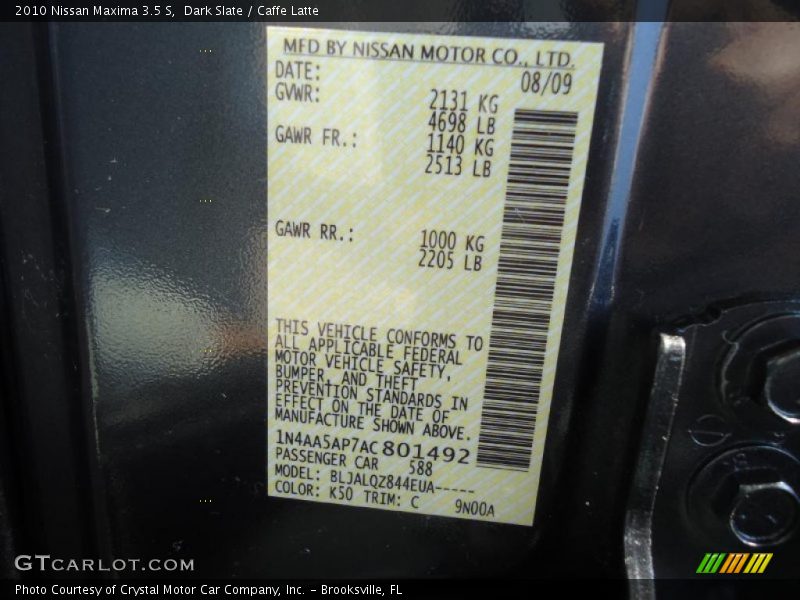 2010 Nissan Maxima 3.5 S,  Dark Slate / Caffe Latte
MFD BY NISSAN MOTOR CO., LTD.
DATE: 08/09
GVWR: 2131 KG
4698 LB
GAWR FR.: 1140 KG
2513 LB
GAWR RR.: 1000 KG
2205 LB
THIS VEHICLE CONFORMS TO
ALL APPLICABLE FEDERAL
MOTOR VEHICLE SAFETY,
BUMPER, AND THEFT
PREVENTION STANDARDS IN
EFFECT ON THE DATE OF
MANUFACTURE SHOWN ABOVE.
1N4AA5AP7AC801492
PASSENGER CAR 588
MODEL: BLJALQZ844EUA-----
COLOR: K50 TRIM: C 9N00A
GTCARLOT.COM
Photo Courtesy of Crystal Motor Car Company, Inc. – Brooksville, FL